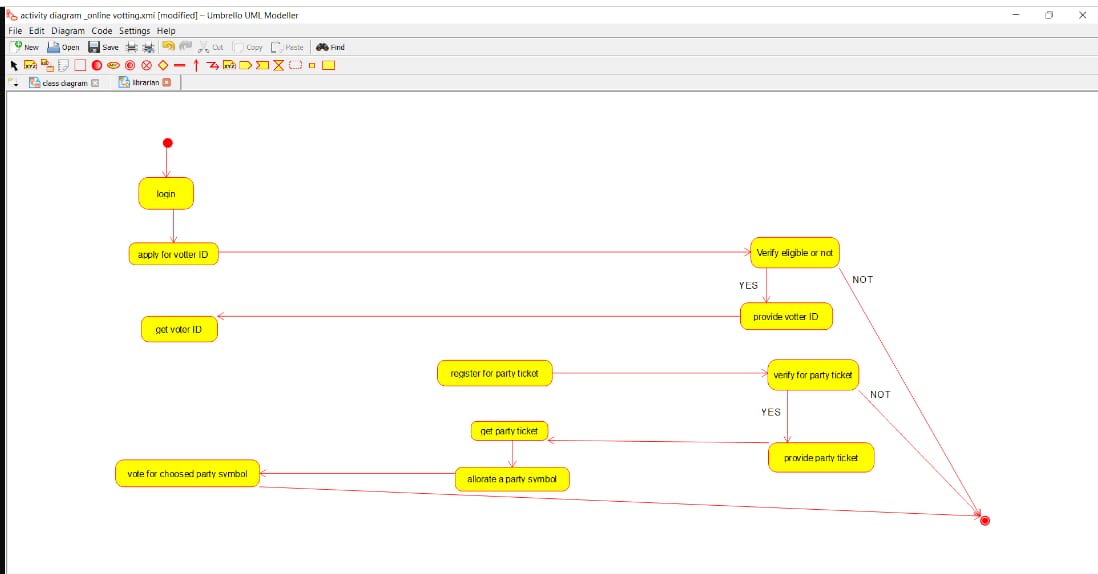 activity diagram _online votting.xmi [modified] – Umbrello UML Modeller
File Edit Diagram Code Settings Help
New Open Save Cut Copy Paste Find
class diagram librarian
login
apply for votter ID
Verify eligible or not
YES
NOT
get voter ID
provide votter ID
register for party ticket
verify for party ticket
NOT
YES
get party ticket
provide party ticket
vote for choosed party symbol
allorate a party symbol